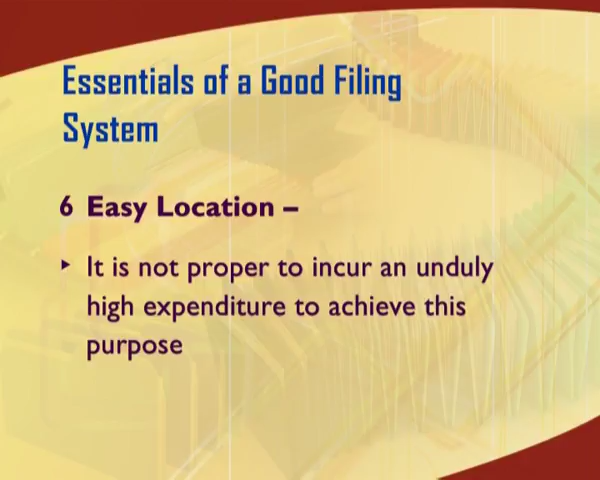 Essentials of a Good Filing
System
6 Easy Location –
‣ It is not proper to incur an unduly
high expenditure to achieve this
purpose